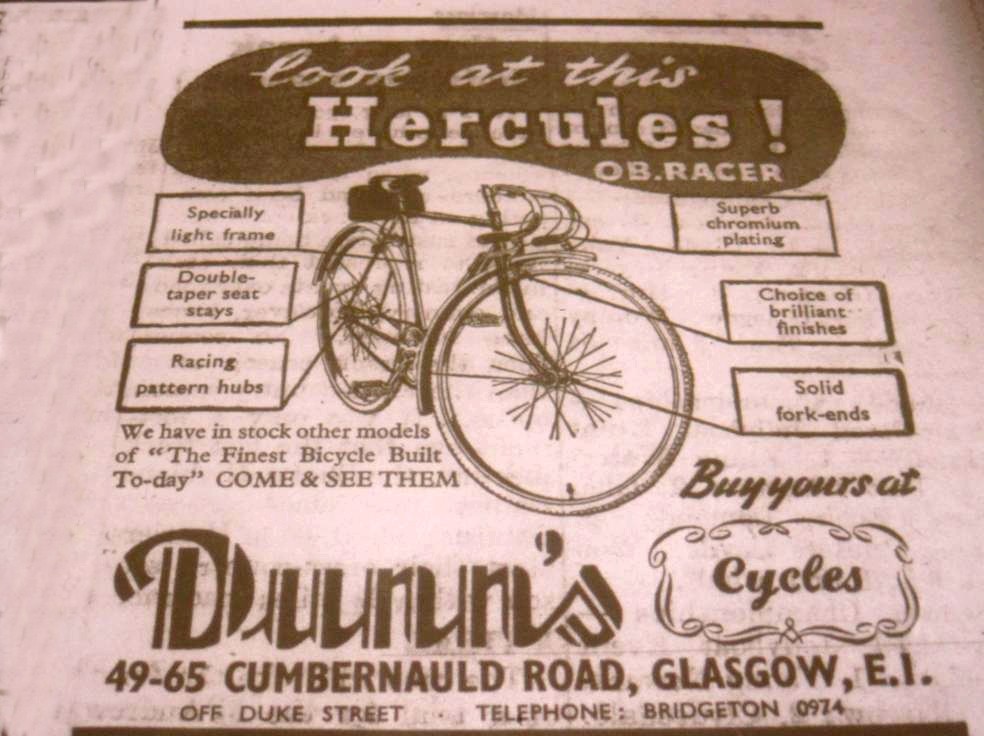 look at this
Hercules!
OB.RACER
Specially
light frame
Double-
taper seat
stays
Racing
pattern hubs
Superb
chromium
plating
Choice of
brilliant
finishes
Solid
fork-ends
We have in stock other models
of “The Finest Bicycle Built
To-day” COME & SEE THEM
Buy yours at
Dunn's
Cycles
49-65 CUMBERNAULD ROAD, GLASGOW, E.I.
OFF DUKE STREET TELEPHONE: BRIDGETON 0974